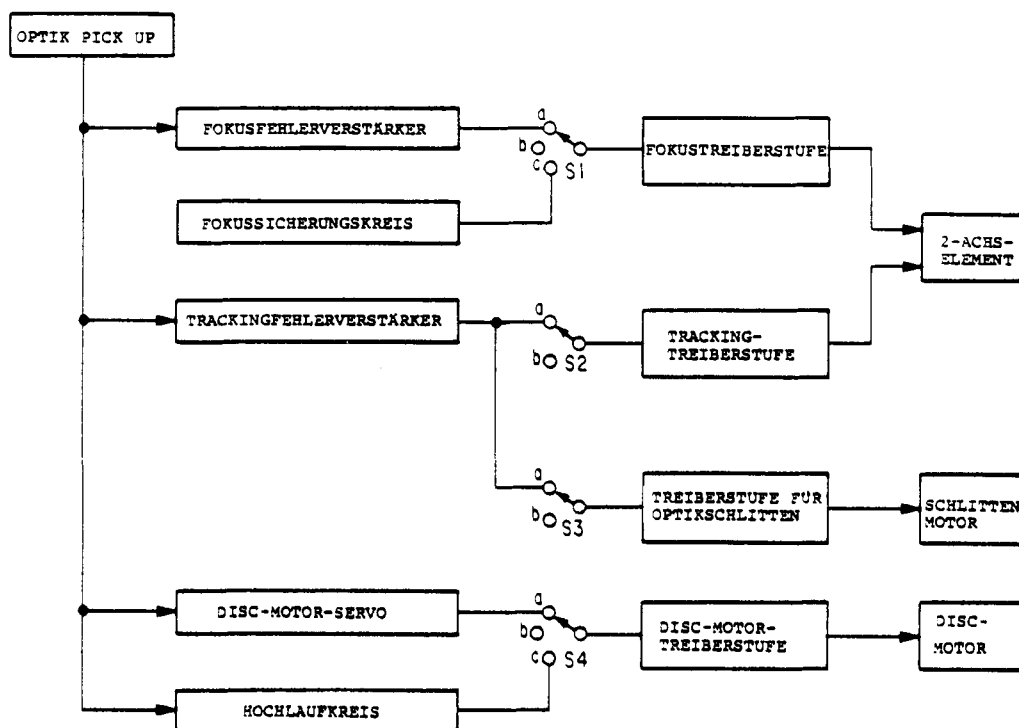 OPTIK PICK UP
FOKUSFEHLERVERSTÄRKER
a
b
c
S1
FOKUSTREIBERSTUFE
FOKUSSICHERUNGSKREIS
2-ACHS-
ELEMENT
TRACKINGFEHLERVERSTÄRKER
a
b
S2
TRACKING-
TREIBERSTUFE
a
b
S3
TREIBERSTUFE FÜR
OPTIKSCHLITTEN
SCHLITTEN
MOTOR
DISC-MOTOR-SERVO
a
b
c
S4
DISC-MOTOR-
TREIBERSTUFE
DISC-
MOTOR
HOCHLAUFKREIS